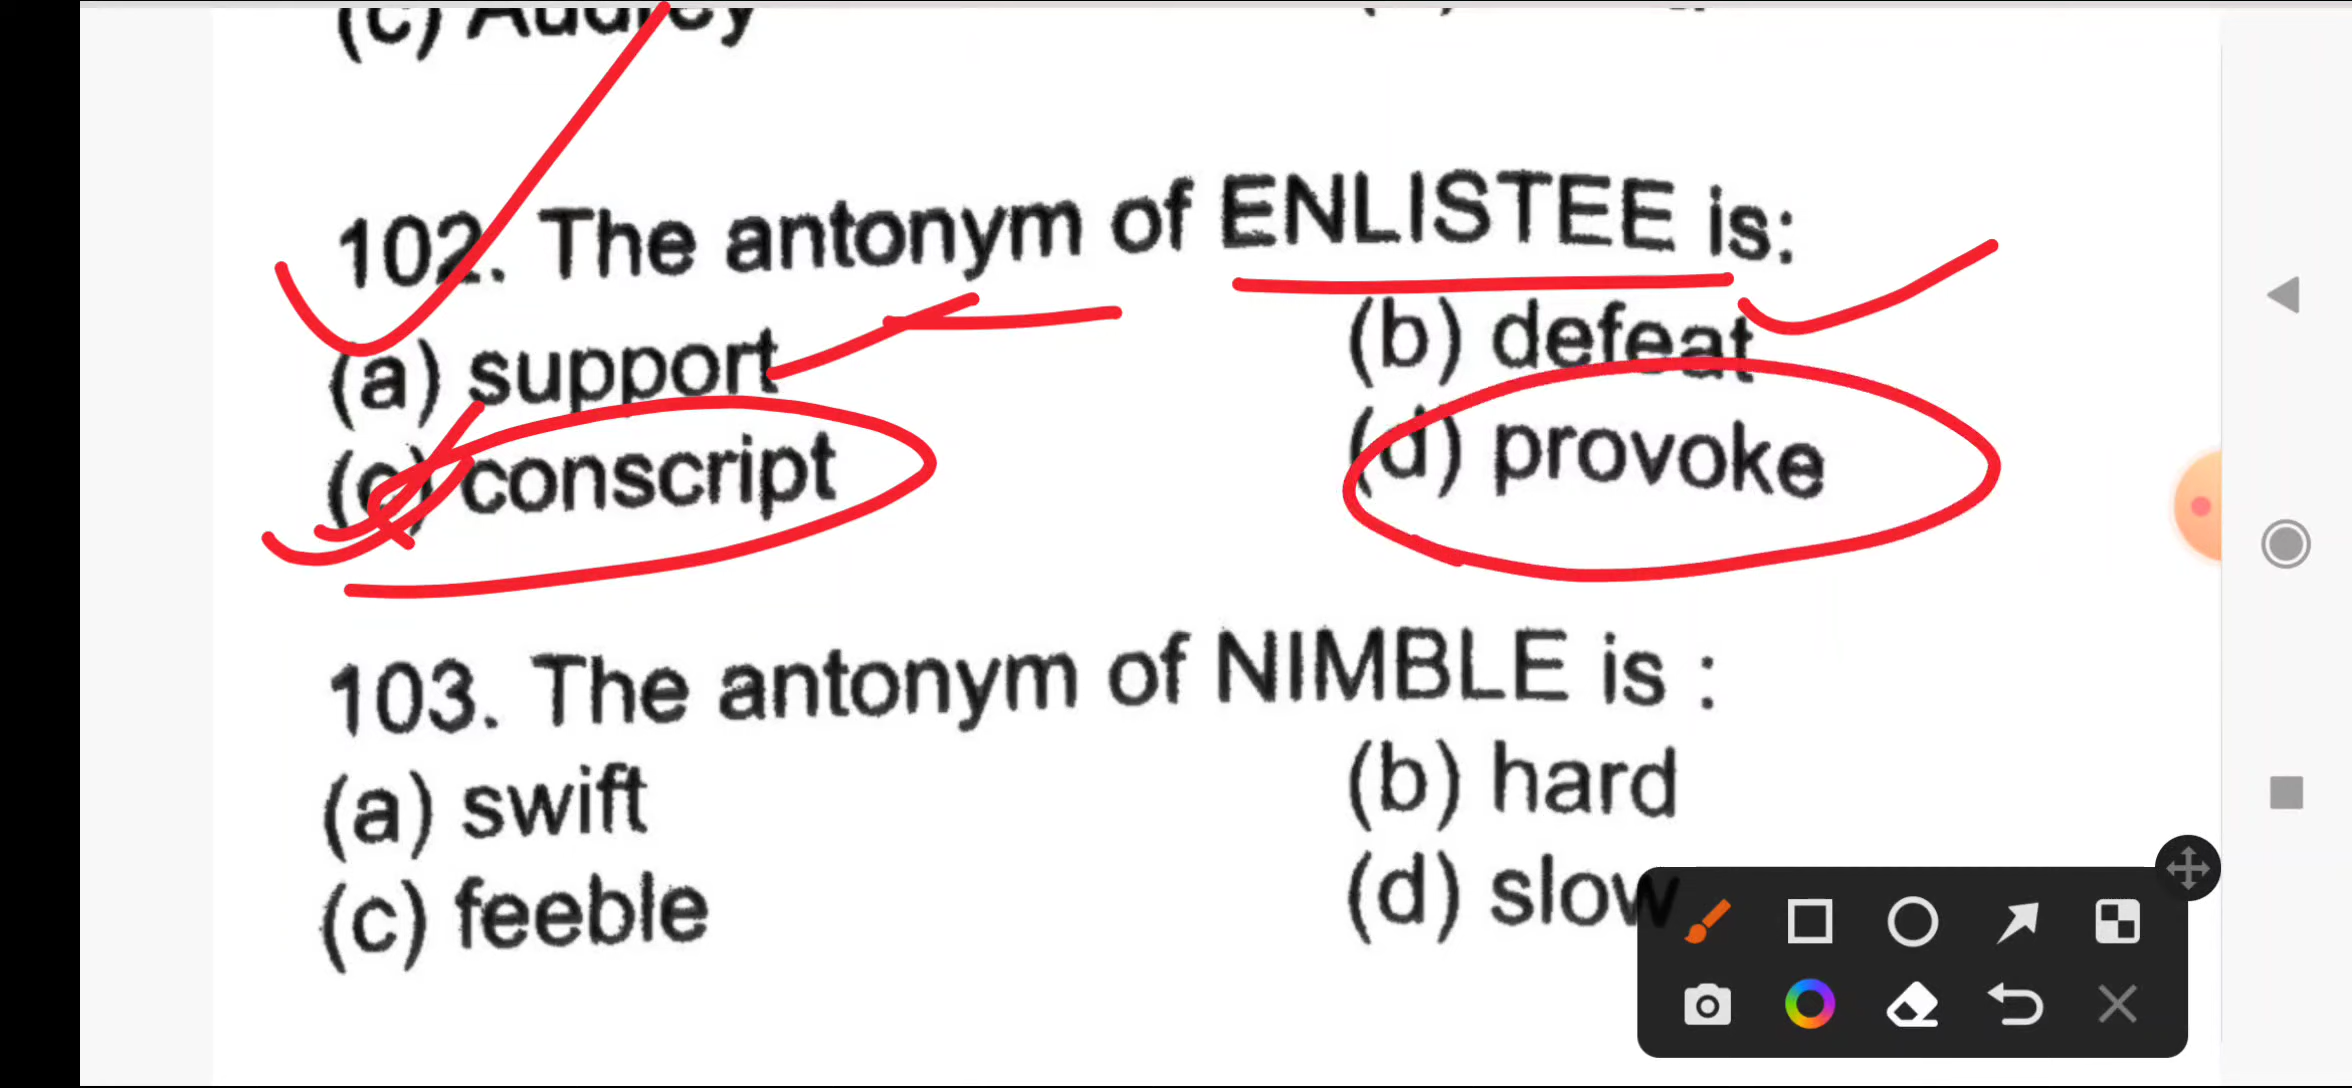 (c) Audrey
102. The antonym of ENLISTEE is:
(a) support (b) defeat
(c) conscript (d) provoke
103. The antonym of NIMBLE is :
(a) swift (b) hard
(c) feeble (d) slow